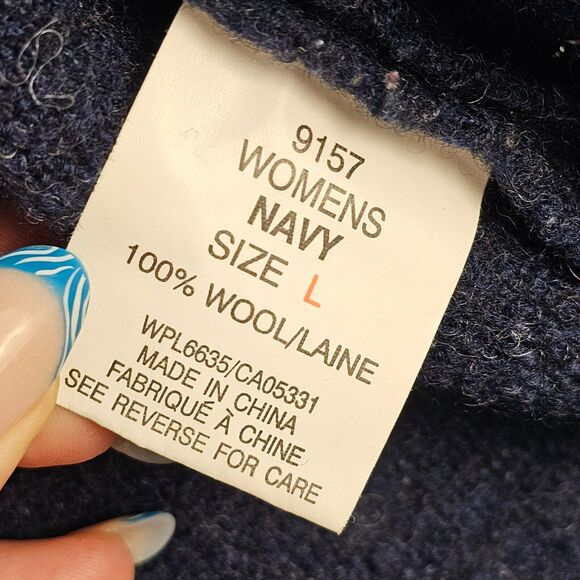 9157
WOMENS
NAVY
SIZE L
100% WOOL/LAINE
WPL6635/CA05331
MADE IN CHINA
FABRIQUÉ À CHINE
SEE REVERSE FOR CARE